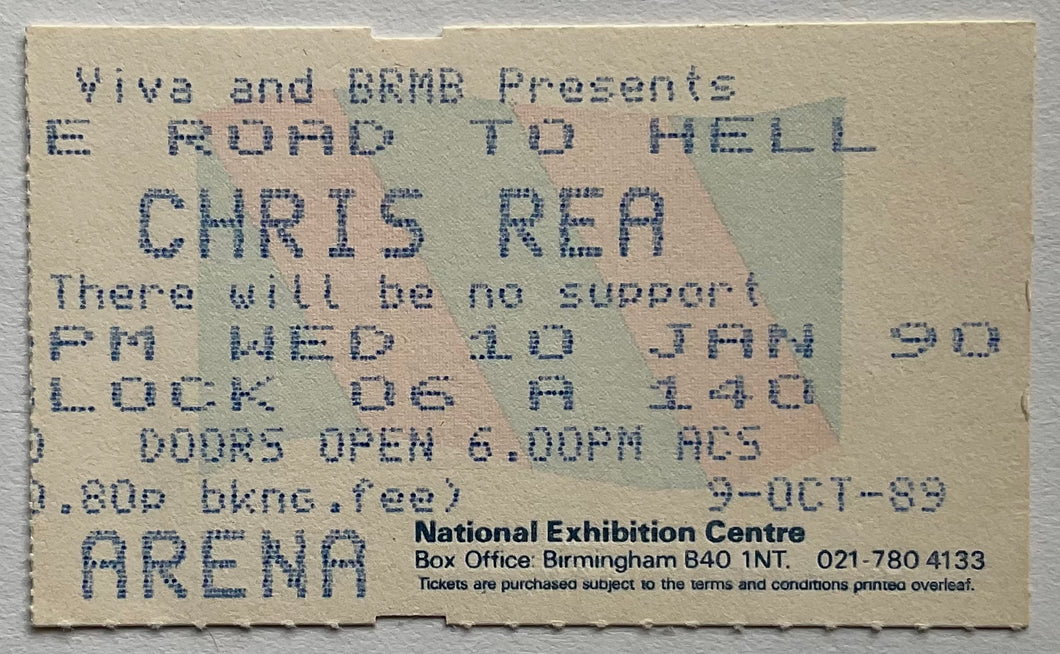 Viva and BRMB Presents
E ROAD TO HELL
CHRIS REA
There will be no support
PM WED 10 JAN 90
LOCK 06 A 140
DOORS OPEN 6.00PM ACS
.80p bkng.fee) 9-OCT-89
ARENA
National Exhibition Centre
Box Office: Birmingham B40 1NT. 021-780 4133
Tickets are purchased subject to the terms and conditions printed overleaf.